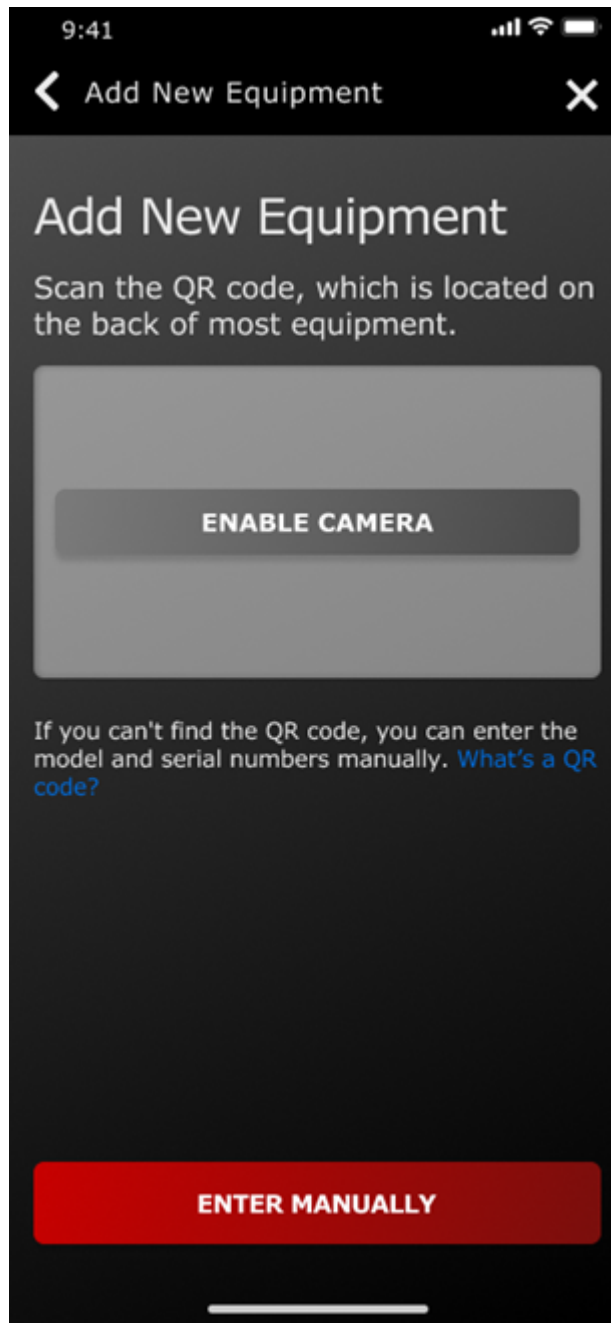 9:41
Add New Equipment
Add New Equipment
Scan the QR code, which is located on
the back of most equipment.
ENABLE CAMERA
If you can't find the QR code, you can enter the
model and serial numbers manually. What’s a QR
code?
ENTER MANUALLY